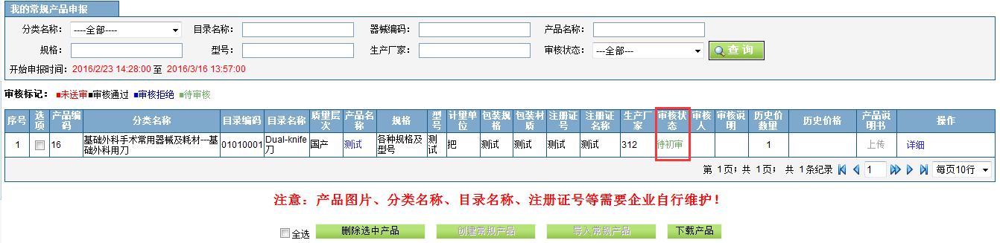 我的常规产品申报
分类名称： ----全部---- 目录名称： 器械编码： 产品名称：
规格： 型号： 生产厂家： 审核状态： ---全部--- 查 询
开始申报时间：2016/2/23 14:28:00 至 2016/3/16 13:57:00
审核标记： ■未送审■审核通过 ■审核拒绝 ■待审核
序号 选项 产品编码 分类名称 目录编码 目录名称 质量层次 产品名称 规格 型号 计量单位 包装规格 包装材质 注册证号 注册证名称 生产厂家 审核状态 审核人 审核说明 历史价数量 历史价格 产品说明书 操作
1 16 基础外科手术常用器械及耗材---基础外科用刀 01010001 Dual-knife刀 国产 测试 各种规格及型号 测试 把 测试 测试 测试 测试 312 待初审 1 上传 详细
第 1页；共 1页； 共 1条纪录 1 每页10行
注意：产品图片、分类名称、目录名称、注册证号等需要企业自行维护！
全选 删除选中产品 创建常规产品 导入常规产品 下载产品